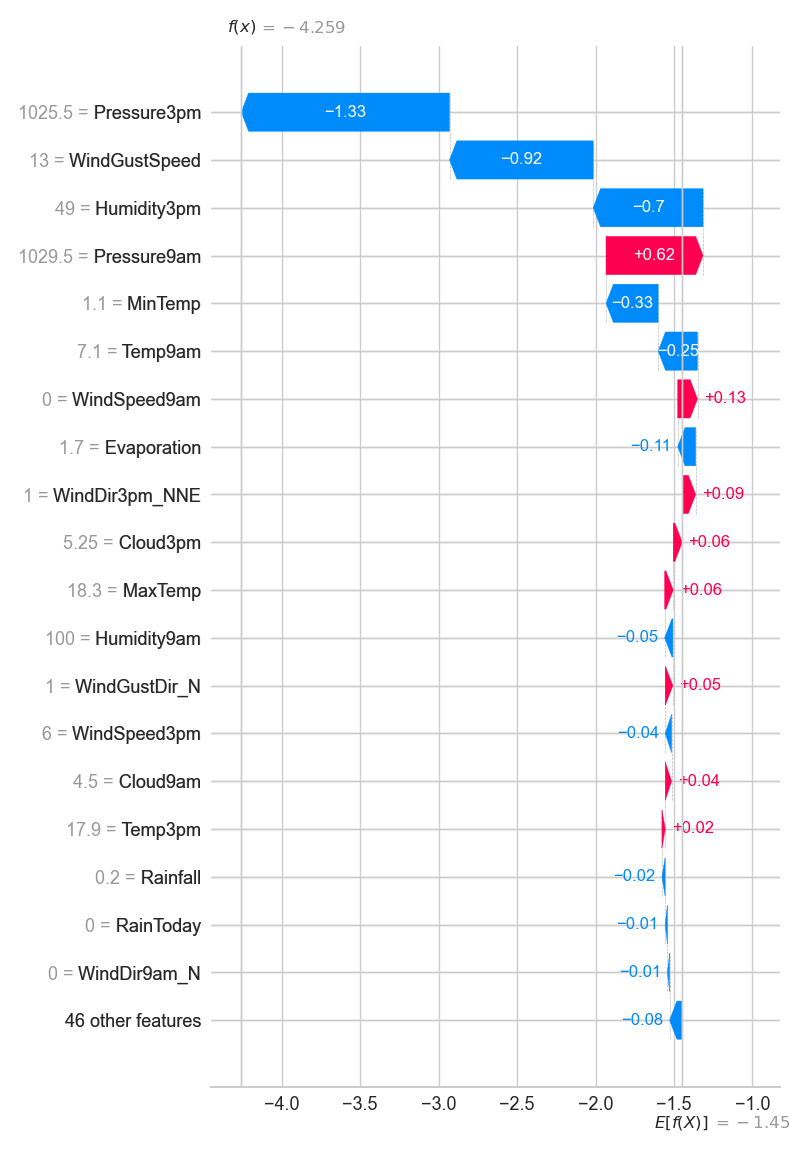 f(x) = −4.259
1025.5 = Pressure3pm −1.33
13 = WindGustSpeed −0.92
49 = Humidity3pm −0.7
1029.5 = Pressure9am +0.62
1.1 = MinTemp −0.33
7.1 = Temp9am −0.25
0 = WindSpeed9am +0.13
1.7 = Evaporation −0.11
1 = WindDir3pm_NNE +0.09
5.25 = Cloud3pm +0.06
18.3 = MaxTemp +0.06
100 = Humidity9am −0.05
1 = WindGustDir_N +0.05
6 = WindSpeed3pm −0.04
4.5 = Cloud9am +0.04
17.9 = Temp3pm +0.02
0.2 = Rainfall −0.02
0 = RainToday −0.01
0 = WindDir9am_N −0.01
46 other features −0.08
−4.0 −3.5 −3.0 −2.5 −2.0 −1.5 −1.0
E[f(X)] = −1.45